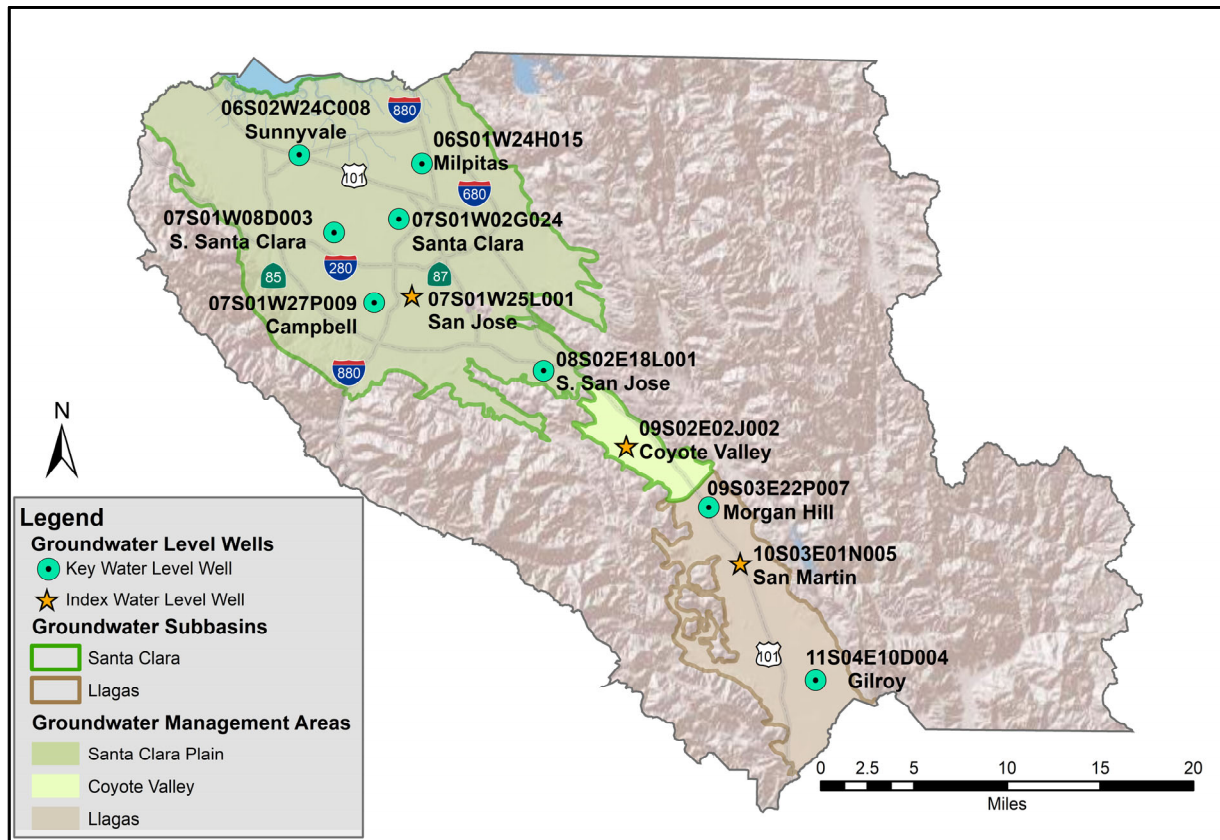 06S02W24C008
Sunnyvale
880
06S01W24H015
Milpitas
101
680
07S01W08D003
S. Santa Clara
07S01W02G024
Santa Clara
85
280
87
07S01W27P009
Campbell
07S01W25L001
San Jose
880
08S02E18L001
S. San Jose
N
09S02E02J002
Coyote Valley
09S03E22P007
Morgan Hill
10S03E01N005
San Martin
101
11S04E10D004
Gilroy
Legend
Groundwater Level Wells
Key Water Level Well
Index Water Level Well
Groundwater Subbasins
Santa Clara
Llagas
Groundwater Management Areas
Santa Clara Plain
Coyote Valley
Llagas
0 2.5 5 10 15 20
Miles